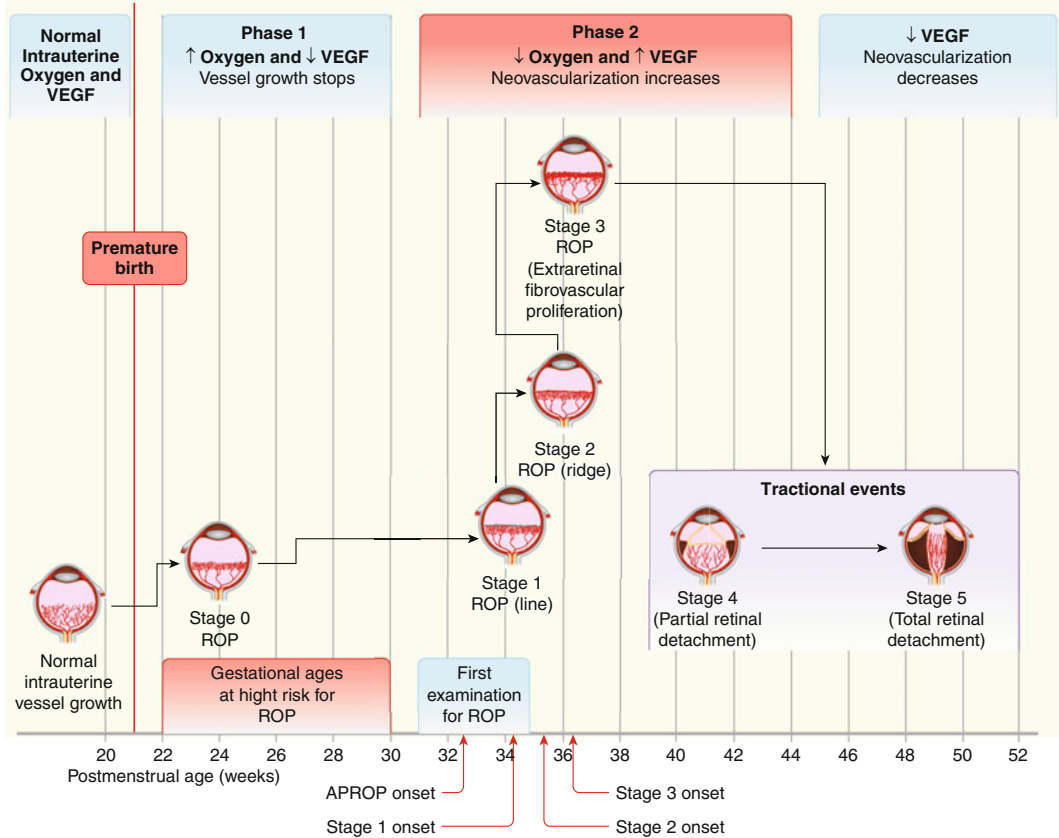 Normal
Intrauterine
Oxygen and
VEGF
Phase 1
↑ Oxygen and ↓ VEGF
Vessel growth stops
Phase 2
↓ Oxygen and ↑ VEGF
Neovascularization increases
↓ VEGF
Neovascularization
decreases
Premature
birth
Stage 3
ROP
(Extraretinal
fibrovascular
proliferation)
Stage 2
ROP (ridge)
Tractional events
Stage 1
ROP (line)
Stage 4
(Partial retinal
detachment)
Stage 5
(Total retinal
detachment)
Stage 0
ROP
Normal
intrauterine
vessel growth
Gestational ages
at hight risk for
ROP
First
examination
for ROP
20 22 24 26 28 30 32 34 36 38 40 42 44 46 48 50 52
Postmenstrual age (weeks)
APROP onset
Stage 3 onset
Stage 1 onset
Stage 2 onset